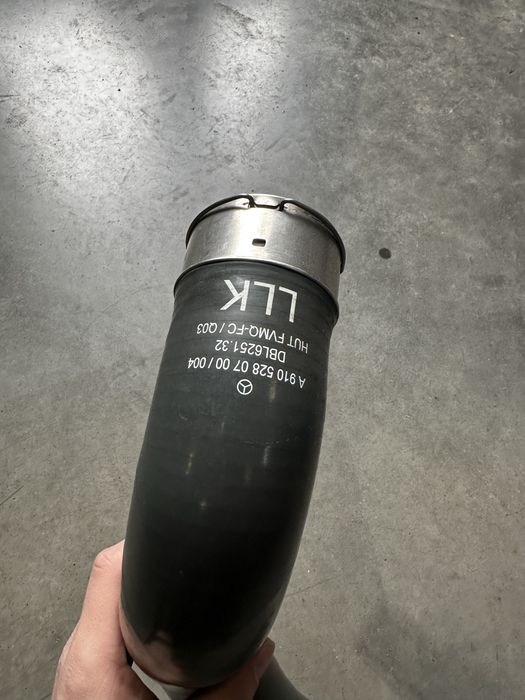 A 910 528 07 00 / 004
DBL6251.32
HUT FVMQ-FC / Q03
LLK